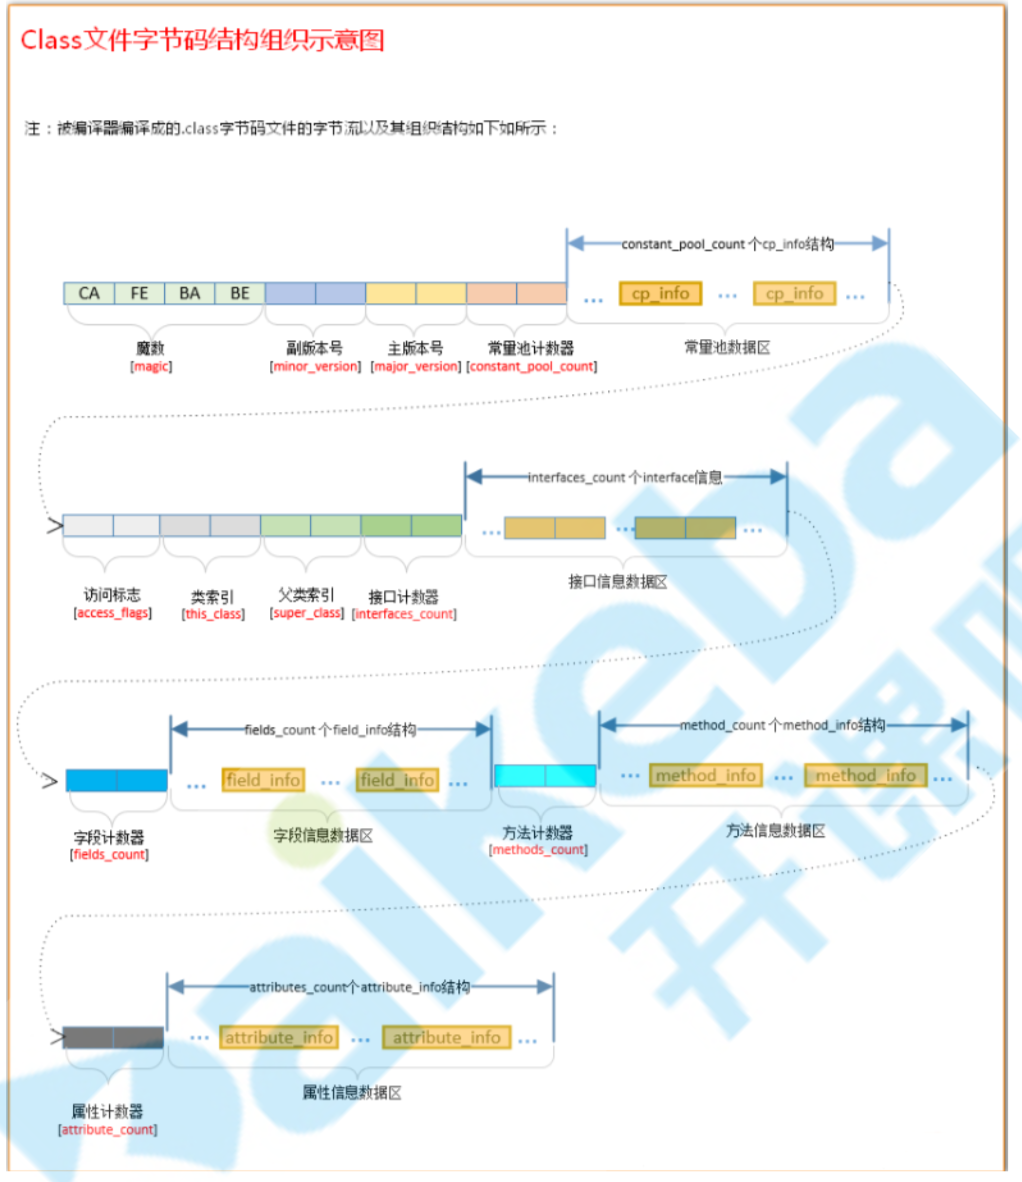 Class文件字节码结构组织示意图
注：被编译器编译成的.class字节码文件的字节流以及其组织结构如下如所示：
constant_pool_count 个cp_info结构
CA FE BA BE ... cp_info ... cp_info ...
魔数 副版本号 主版本号 常量池计数器 常量池数据区
[magic] [minor_version] [major_version] [constant_pool_count]
interfaces_count 个interface信息
... ... ...
访问标志 类索引 父类索引 接口计数器 接口信息数据区
[access_flags] [this_class] [super_class] [interfaces_count]
fields_count 个field_info结构 method_count 个method_info结构
... field_info ... field_info ... ... method_info ... method_info ...
字段计数器 字段信息数据区 方法计数器 方法信息数据区
[fields_count] [methods_count]
attributes_count个attribute_info结构
... attribute_info ... attribute_info ...
属性计数器 属性信息数据区
[attribute_count]
kaikeba
开课吧